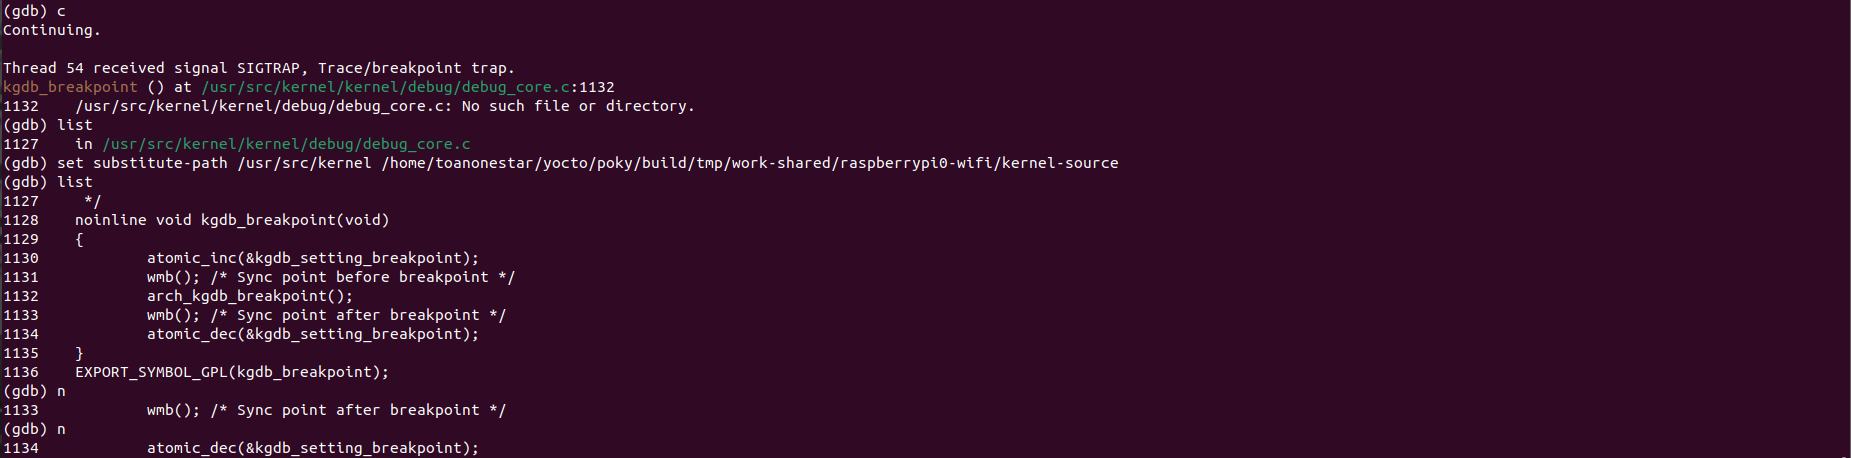 (gdb) c
Continuing.

Thread 54 received signal SIGTRAP, Trace/breakpoint trap.
kgdb_breakpoint () at /usr/src/kernel/kernel/debug/debug_core.c:1132
1132    /usr/src/kernel/kernel/debug/debug_core.c: No such file or directory.
(gdb) list
1127    in /usr/src/kernel/kernel/debug/debug_core.c
(gdb) set substitute-path /usr/src/kernel /home/toanonestar/yocto/poky/build/tmp/work-shared/raspberrypi0-wifi/kernel-source
(gdb) list
1127     */
1128    noinline void kgdb_breakpoint(void)
1129    {
1130            atomic_inc(&kgdb_setting_breakpoint);
1131            wmb(); /* Sync point before breakpoint */
1132            arch_kgdb_breakpoint();
1133            wmb(); /* Sync point after breakpoint */
1134            atomic_dec(&kgdb_setting_breakpoint);
1135    }
1136    EXPORT_SYMBOL_GPL(kgdb_breakpoint);
(gdb) n
1133            wmb(); /* Sync point after breakpoint */
(gdb) n
1134            atomic_dec(&kgdb_setting_breakpoint);